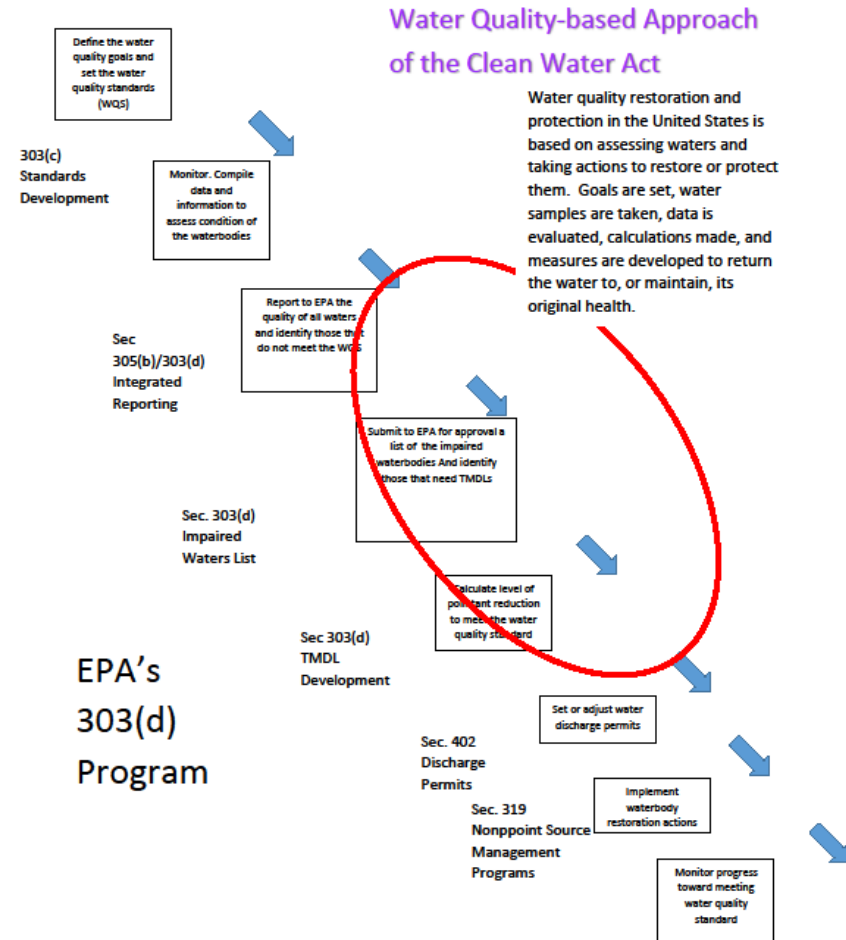 Water Quality-based Approach
of the Clean Water Act
Define the water
quality goals and
set the water
quality standards
(WQS)
Water quality restoration and
protection in the United States is
based on assessing waters and
taking actions to restore or protect
them.  Goals are set, water
samples are taken, data is
evaluated, calculations made, and
measures are developed to return
the water to, or maintain, its
original health.
303(c)
Standards
Development
Monitor. Compile
data and
information to
assess condition of
the waterbodies
Report to EPA the
quality of all waters
and identify those that
do not meet the WQS
Sec
305(b)/303(d)
Integrated
Reporting
Submit to EPA for approval a
list of  the impaired
waterbodies And identify
those that need TMDLs
Sec. 303(d)
Impaired
Waters List
Calculate level of
pollutant reduction
to meet the water
quality standard
Sec 303(d)
TMDL
Development
EPA's
303(d)
Program
Set or adjust water
discharge permits
Sec. 402
Discharge
Permits
Implement
waterbody
restoration actions
Sec. 319
Nonppoint Source
Management
Programs
Monitor progress
toward meeting
water quality
standard